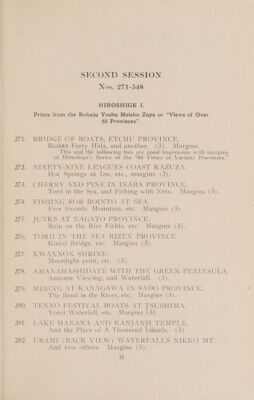 SECOND SESSION
Nos. 271-548
HIROSHIGE I.
Prints from the Rokuju Yoshu Meisho Zuye or "Views of Over
60 Provinces"
271. BRIDGE OF BOATS, ETCHU PROVINCE.
Basket Ferry Hida, and another. (3). Margins.
This and the following lots are good impression with margins
of Hiroshige's Series of the "60 Views of Various Provinces."
272. NINETY-NINE LEAGUES COAST KAZUZA.
Hot Springs at Izu, etc., margins (3).
273. CHERRY AND PINE IN INABA PROVINCE.
Torii in the Sea, and Fishing with Nets. Margins (3).
274. FISHING FOR BOINTO AT SEA.
Five Swords Mountain, etc. Margins (3).
275. JUNKS AT NAGATO PROVINCE.
Rain on the Rice Fields, etc. Margins (3).
276. TORII IN THE SEA BIZEN PROVINCE.
Kintai Bridge, etc. Margins (3).
277. KWANNON SHRINE.
Moonlight print, etc. (3).
278. AMANAHASHIDATE WITH THE GREEN PENINSULA.
Autumn Viewing, and Waterfall. (3).
279. MINING AT KANAGAWA IN SADO PROVINCE.
The Bend in the River, etc. Margins (3).
280. TENNO FESTIVAL BOATS AT TSUSHIMA.
Yoroi Waterfall, etc. Margins (3).
281. LAKE HANANA AND KANJANJI TEMPLE,
And the Place of A Thousand Islands. (3).
282. URAMI (BACK VIEW) WATERFALLS NIKKO MT.
And two others. Margins (3).
31